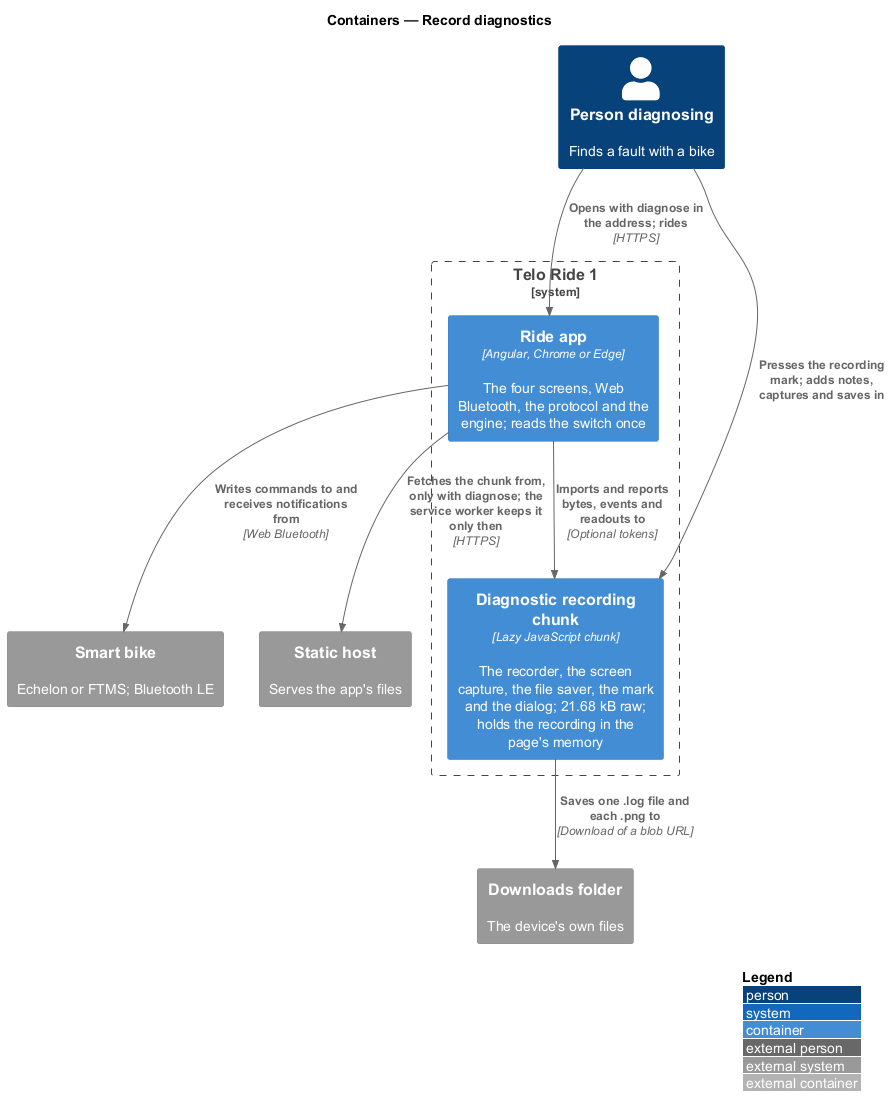 Containers — Record diagnostics
Person diagnosing
Finds a fault with a bike
Opens with diagnose in
the address; rides
[HTTPS]
Telo Ride 1
[system]
Ride app
[Angular, Chrome or Edge]
The four screens, Web
Bluetooth, the protocol and the
engine; reads the switch once
Presses the recording
mark; adds notes,
captures and saves in
Writes commands to and
receives notifications
from
[Web Bluetooth]
Fetches the chunk from,
only with diagnose; the
service worker keeps it
only then
[HTTPS]
Imports and reports
bytes, events and
readouts to
[Optional tokens]
Smart bike
Echelon or FTMS; Bluetooth LE
Static host
Serves the app's files
Diagnostic recording
chunk
[Lazy JavaScript chunk]
The recorder, the screen
capture, the file saver, the mark
and the dialog; 21.68 kB raw;
holds the recording in the
page's memory
Saves one .log file and
each .png to
[Download of a blob URL]
Downloads folder
The device's own files
Legend
person
system
container
external person
external system
external container